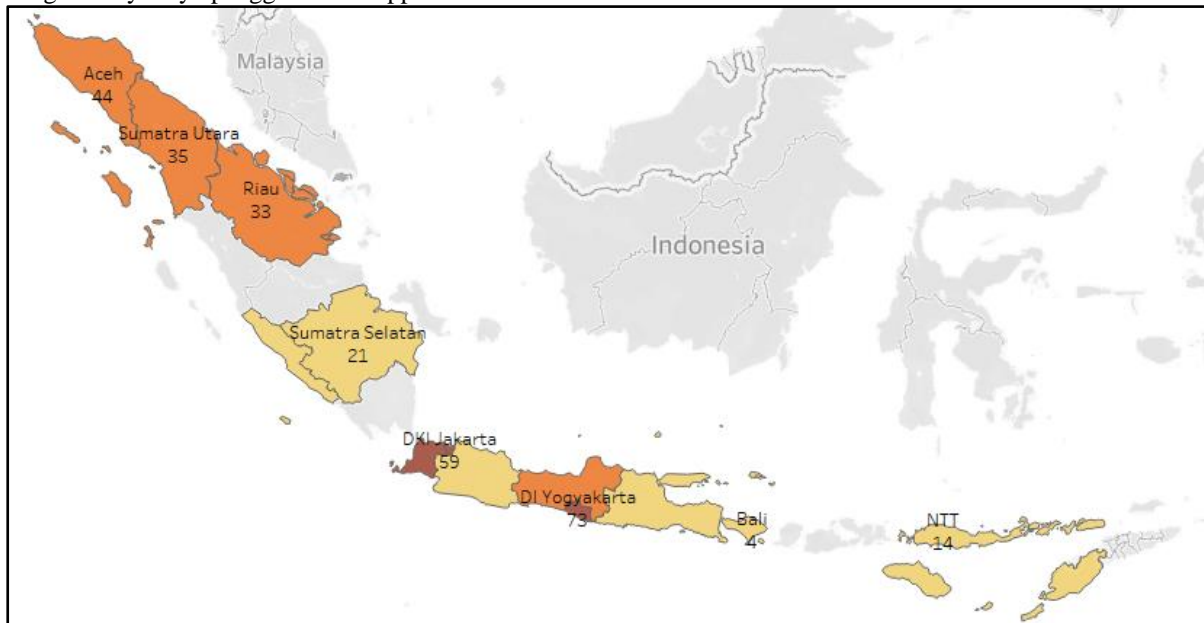 Malaysia
Aceh
44
Sumatra Utara
35
Riau
33
Indonesia
Sumatra Selatan
21
DKI Jakarta
59
DI Yogyakarta
73
Bali
4
NTT
14